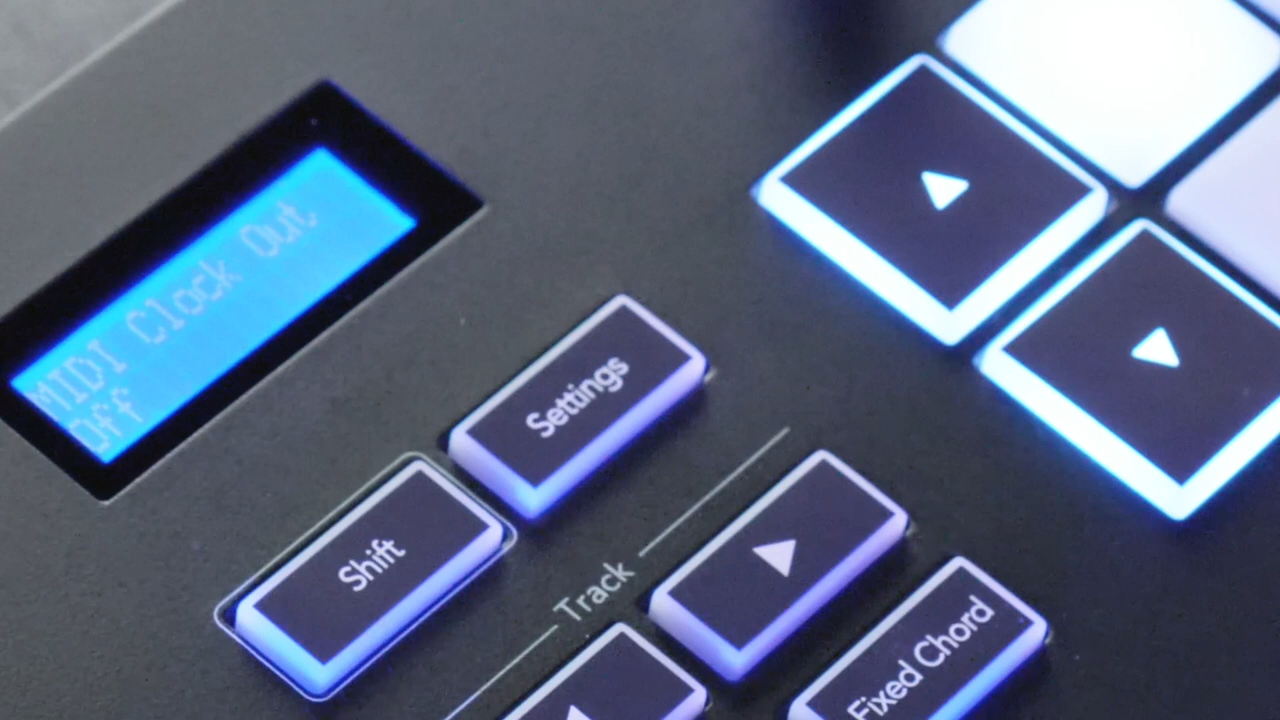 MIDI Clock Out
Off
Settings
Shift
Track
Fixed Chord